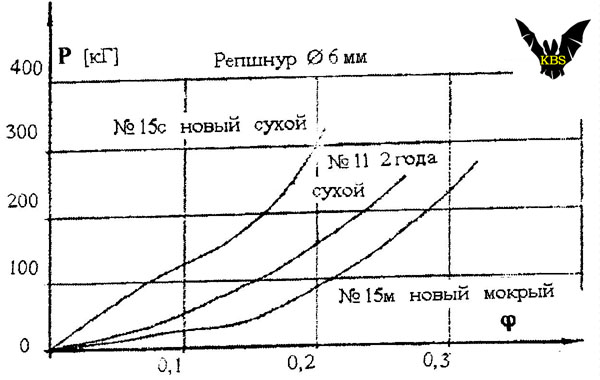 P [кГ]
Репшнур Ø 6 мм
KBS
400
№ 15с новый сухой
300
№ 11 2 года
сухой
200
100
№ 15м новый мокрый
φ
0
0,1
0,2
0,3